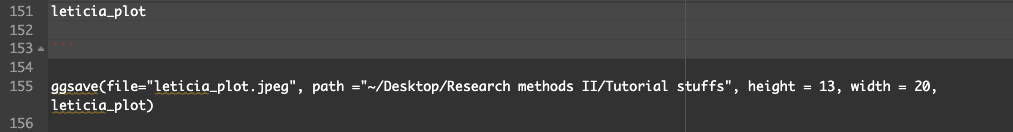 151 leticia_plot
152
153 ```
154
155 ggsave(file="leticia_plot.jpeg", path ="~/Desktop/Research methods II/Tutorial stuffs", height = 13, width = 20,
leticia_plot)
156